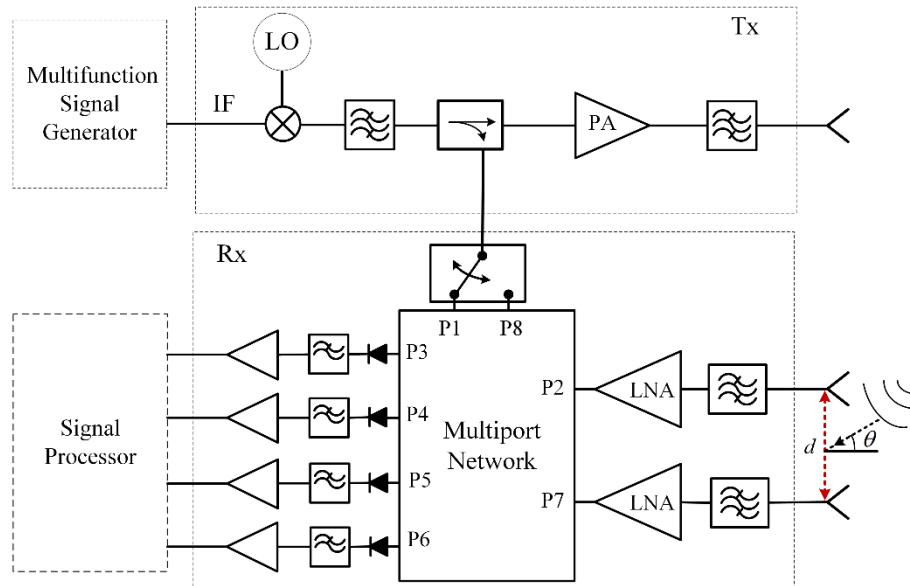 LO
Tx
Multifunction
Signal
Generator
IF
PA
Rx
P1
P8
P3
P2
LNA
P4
Signal
Processor
Multiport
Network
d
θ
P5
P7
LNA
P6